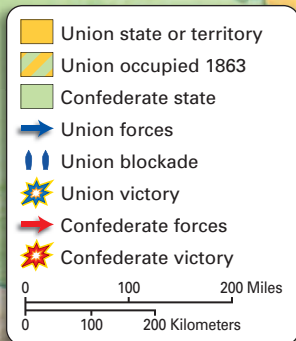 Union state or territory
Union occupied 1863
Confederate state
Union forces
Union blockade
Union victory
Confederate forces
Confederate victory
0 100 200 Miles
0 100 200 Kilometers